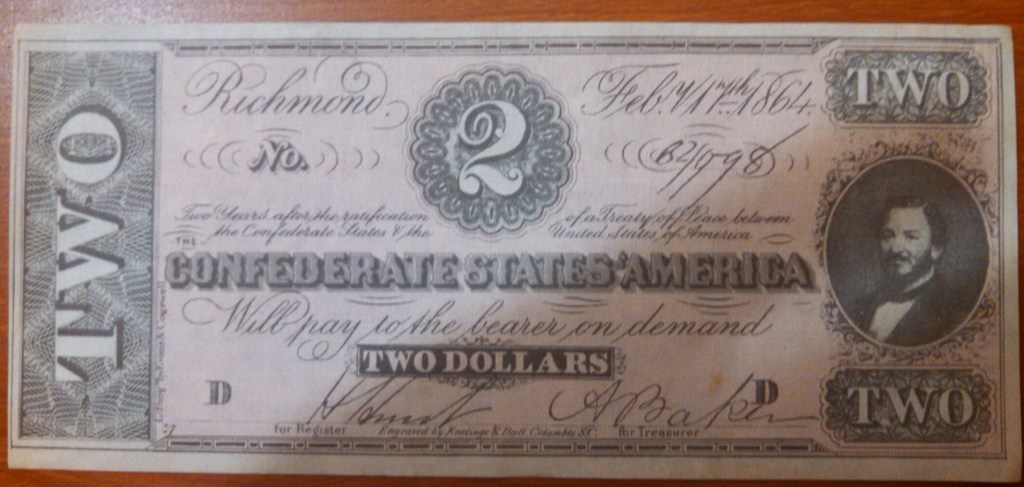 TWO
Richmond, 2 Feb. 17th 1864.
TWO
No.
Two Years after the ratification of a Treaty of Peace between
the Confederate States & the United States of America
THE
CONFEDERATE STATES AMERICA
Will pay to the bearer on demand
TWO DOLLARS
D D
TWO
A Baker
for Register Engraved by Keatinge & Ball, Columbia, S.C. for Treasurer
7